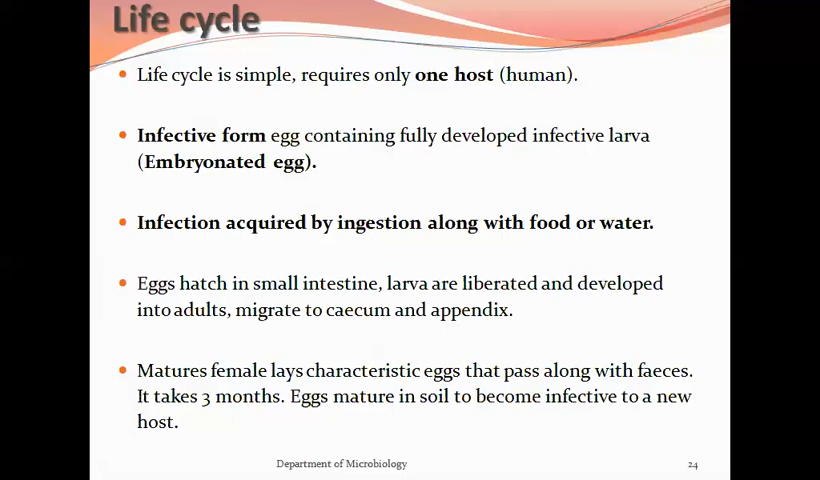 Life cycle
• Life cycle is simple, requires only one host (human).
• Infective form egg containing fully developed infective larva
(Embryonated egg).
• Infection acquired by ingestion along with food or water.
• Eggs hatch in small intestine, larva are liberated and developed
into adults, migrate to caecum and appendix.
• Matures female lays characteristic eggs that pass along with faeces.
It takes 3 months. Eggs mature in soil to become infective to a new
host.
Department of Microbiology
24